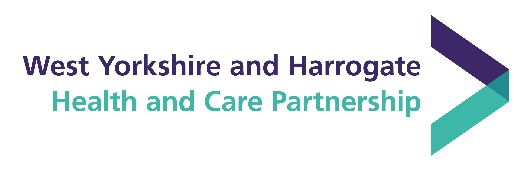 West Yorkshire and Harrogate
Health and Care Partnership